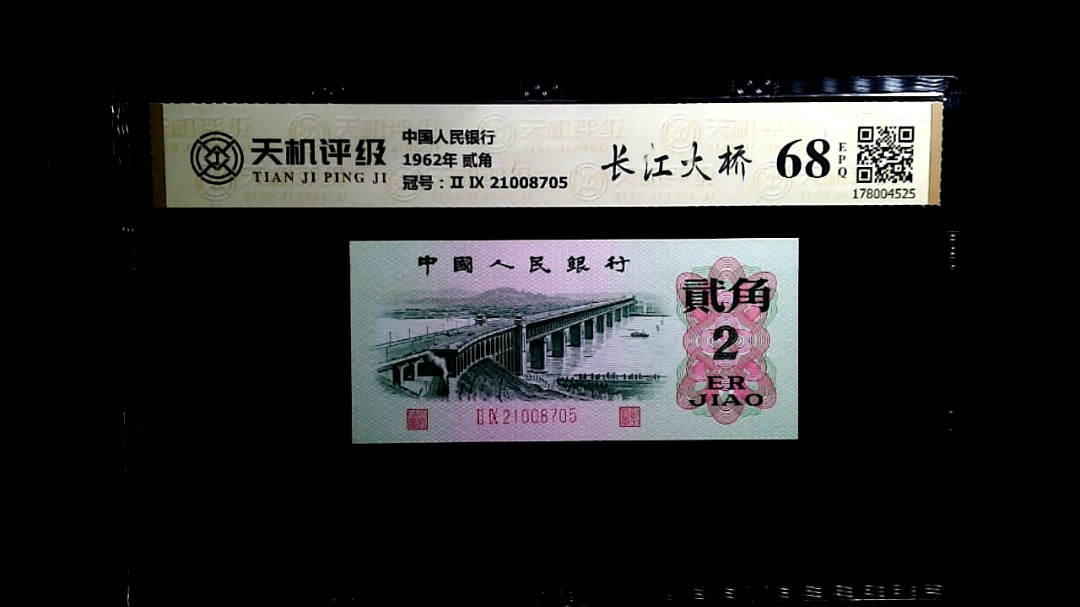 天机评级
TIAN JI PING JI
中国人民银行
1962年 贰角
冠号：II IX 21008705
长江火桥
68
EPQ
178004525
中國人民銀行
貳角
2
ER
JIAO
II IX 21008705